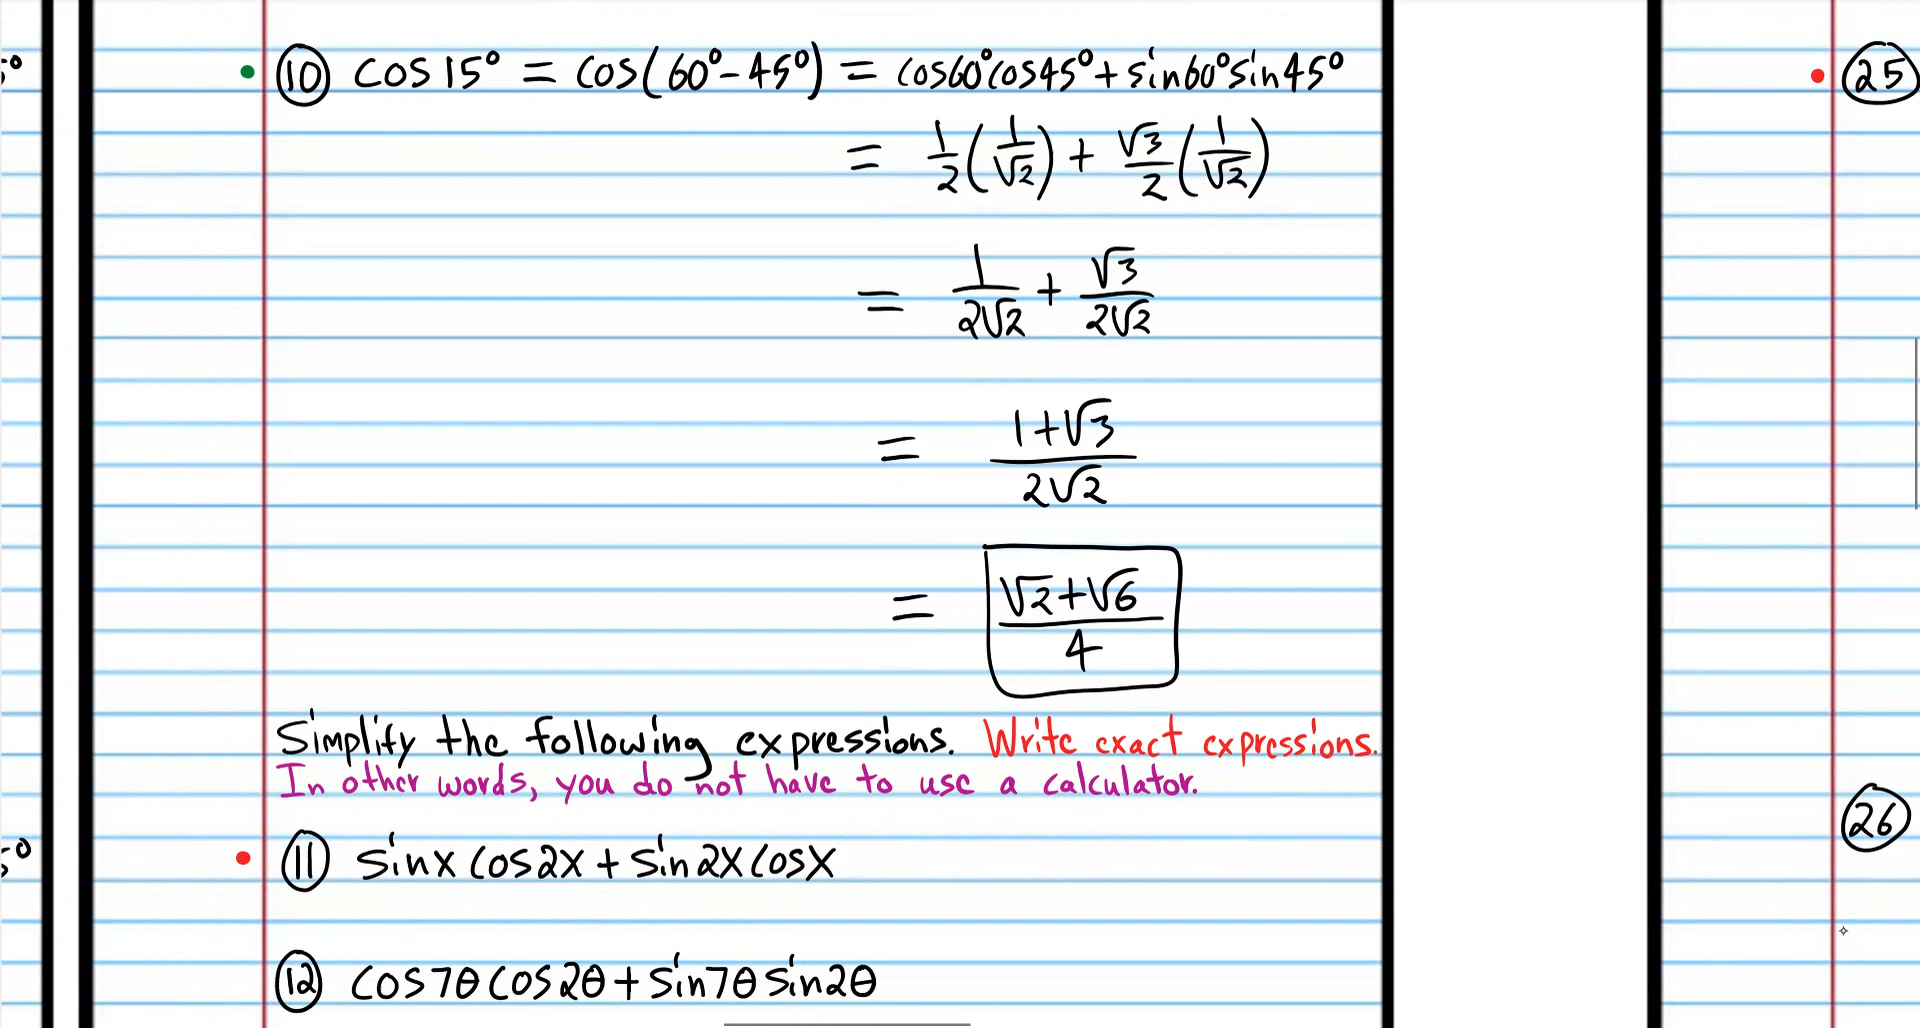 ⑩ cos15° = cos(60°-45°) = cos60°cos45° + sin60°sin45°
= 1/2(1/√2) + √3/2(1/√2)
= 1/2√2 + √3/2√2
= 1+√3/2√2
= √2+√6/4
Simplify the following expressions. Write exact expressions.
In other words, you do not have to use a calculator.
⑪ sinx cos2x + sin2x cosx
⑫ cos7θ cos2θ + sin7θ sin2θ
㉕
㉖